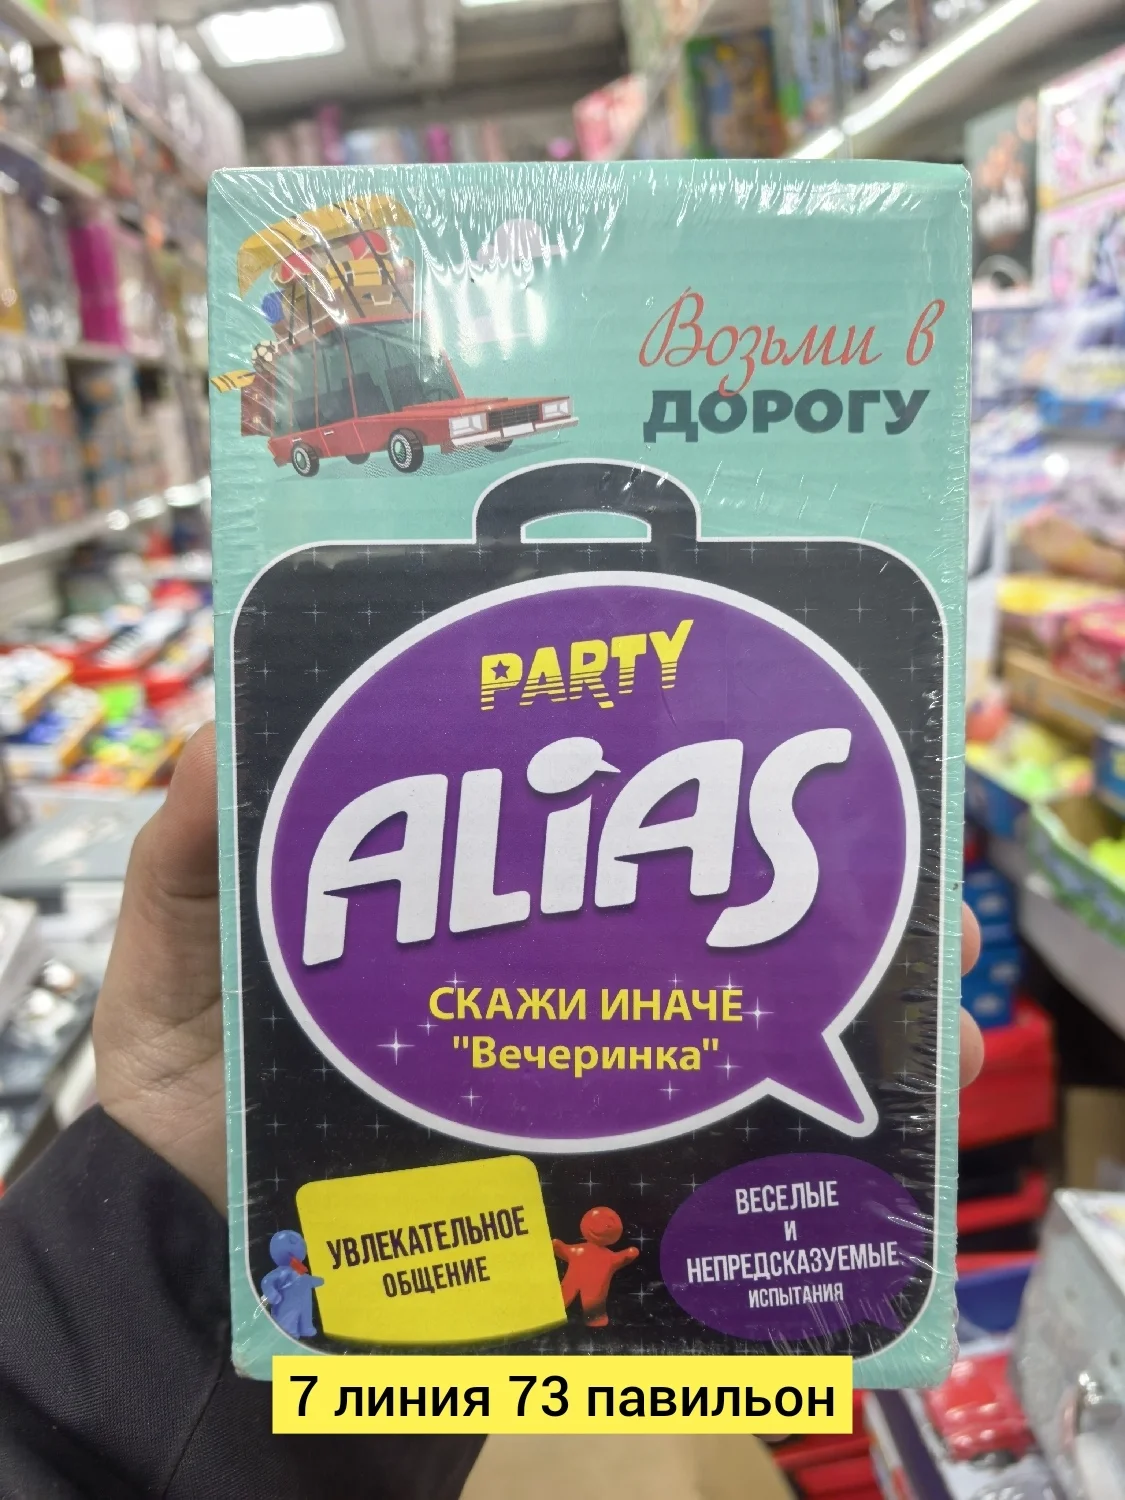 Возьми в
ДОРОГУ
PARTY
ALiAS
СКАЖИ ИНАЧЕ
"Вечеринка"
УВЛЕКАТЕЛЬНОЕ
ОБЩЕНИЕ
ВЕСЕЛЫЕ
И
НЕПРЕДСКАЗУЕМЫЕ
ИСПЫТАНИЯ
7 линия 73 павильон